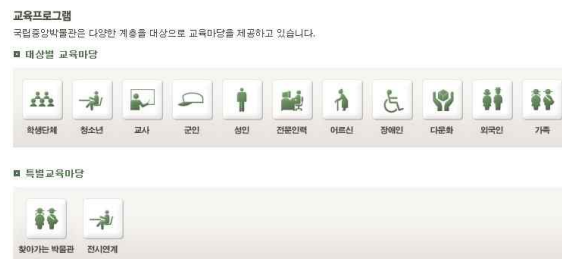 교육프로그램
국립중앙박물관은 다양한 계층을 대상으로 교육마당을 제공하고 있습니다.
대상별 교육마당
학생단체 청소년 교사 군인 성인 전문인력 어르신 장애인 다문화 외국인 가족
특별교육마당
찾아가는 박물관 전시연계